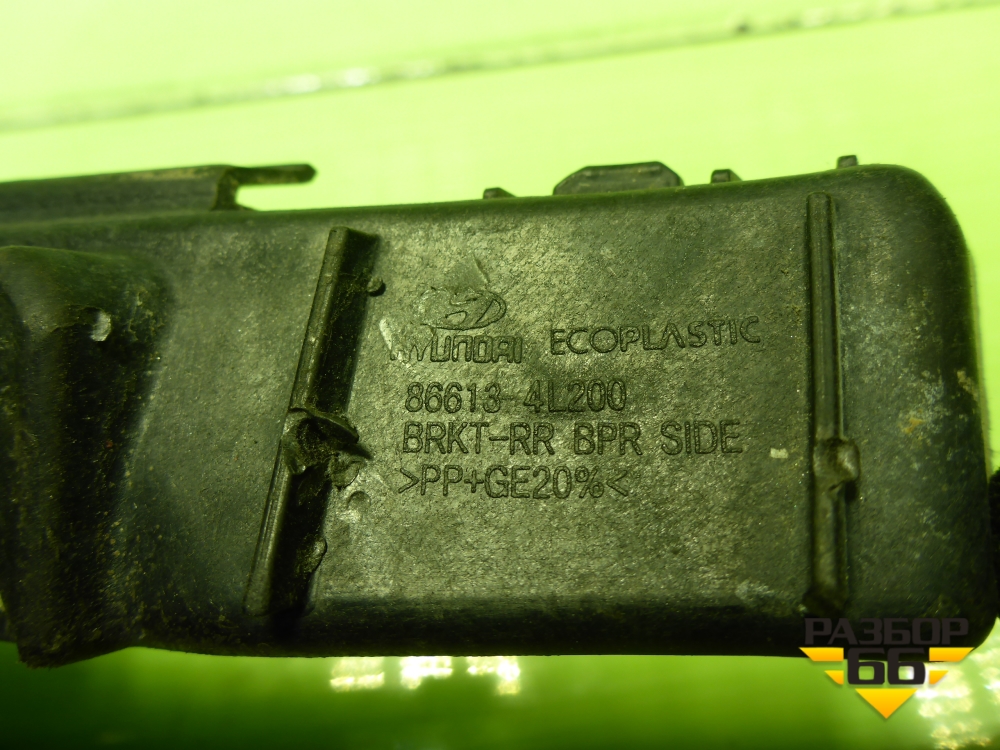 HYUNDAI ECOPLASTIC
86613-4L200
BRKT-RR BPR SIDE
>PP+GE20%<
РАЗБОР
66